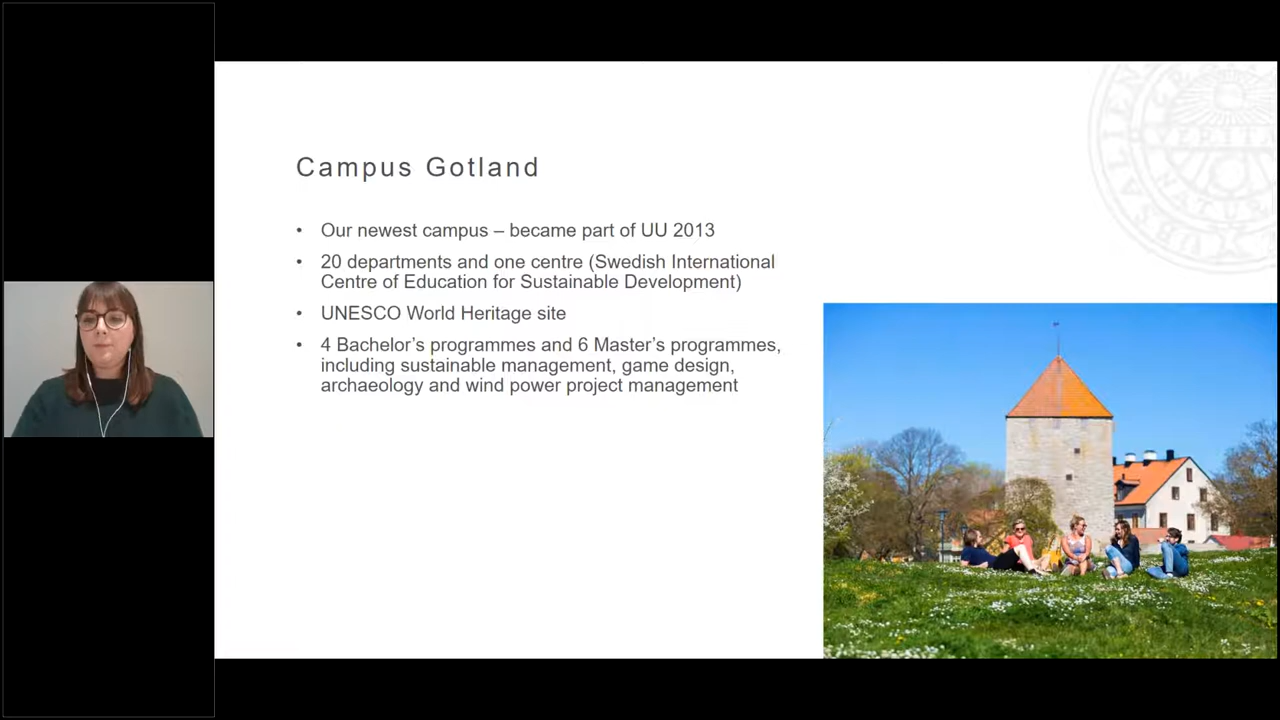 Campus Gotland
• Our newest campus – became part of UU 2013
• 20 departments and one centre (Swedish International
Centre of Education for Sustainable Development)
• UNESCO World Heritage site
• 4 Bachelor's programmes and 6 Master's programmes,
including sustainable management, game design,
archaeology and wind power project management